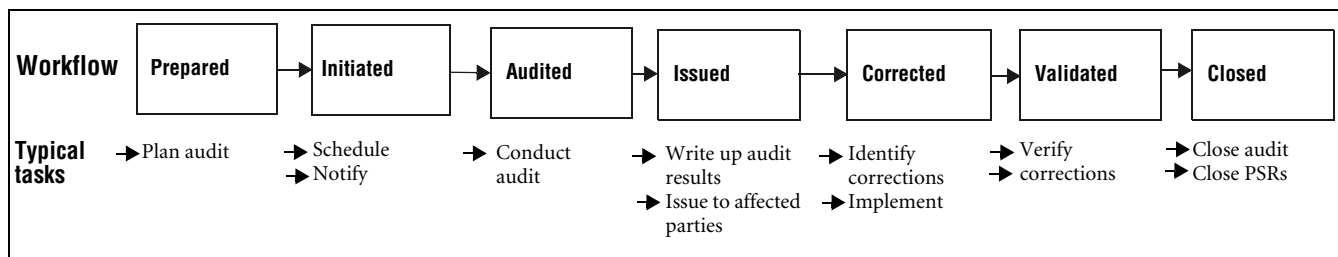 Workflow Prepared Initiated Audited Issued Corrected Validated Closed
Typical
tasks
Plan audit
Schedule
Notify
Conduct
audit
Write up audit
results
Issue to affected
parties
Identify
corrections
Implement
Verify
corrections
Close audit
Close PSRs